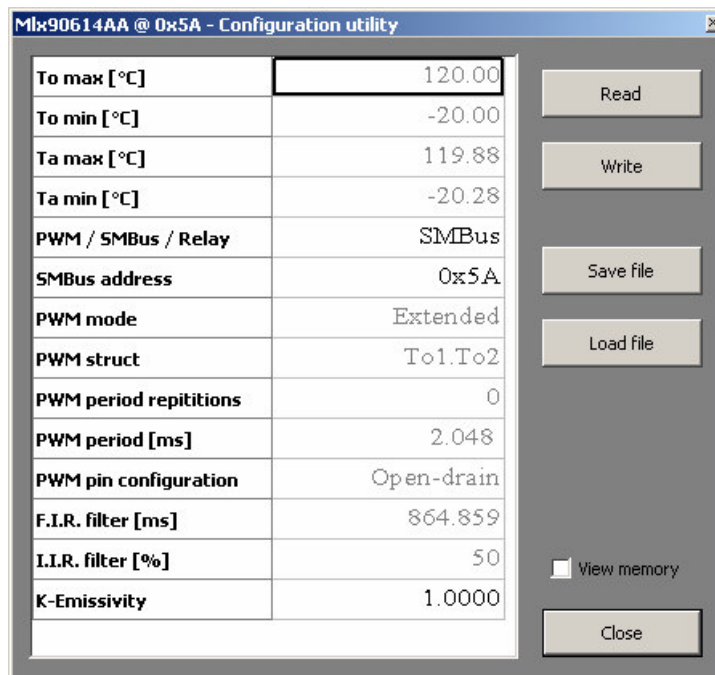 Mlx90614AA @ 0x5A - Configuration utility
To max [°C] 120.00
To min [°C] -20.00
Ta max [°C] 119.88
Ta min [°C] -20.28
PWM / SMBus / Relay SMBus
SMBus address 0x5A
PWM mode Extended
PWM struct To1.To2
PWM period repititions 0
PWM period [ms] 2.048
PWM pin configuration Open-drain
F.I.R. filter [ms] 864.859
I.I.R. filter [%] 50
K-Emissivity 1.0000
Read
Write
Save file
Load file
View memory
Close